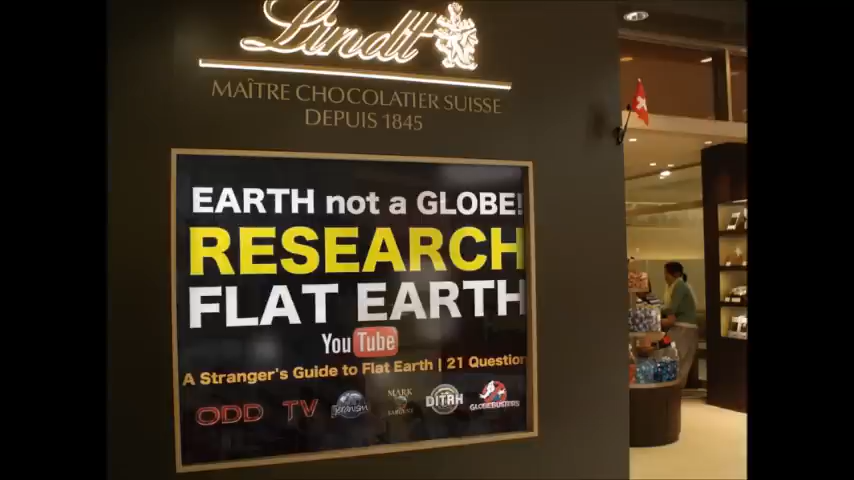 Lindt
MAÎTRE CHOCOLATIER SUISSE
DEPUIS 1845
EARTH not a GLOBE!
RESEARCH
FLAT EARTH
YouTube
A Stranger's Guide to Flat Earth | 21 Question
ODD TV
MARK
SARGENT
DITRH
GLOBEBUSTERS